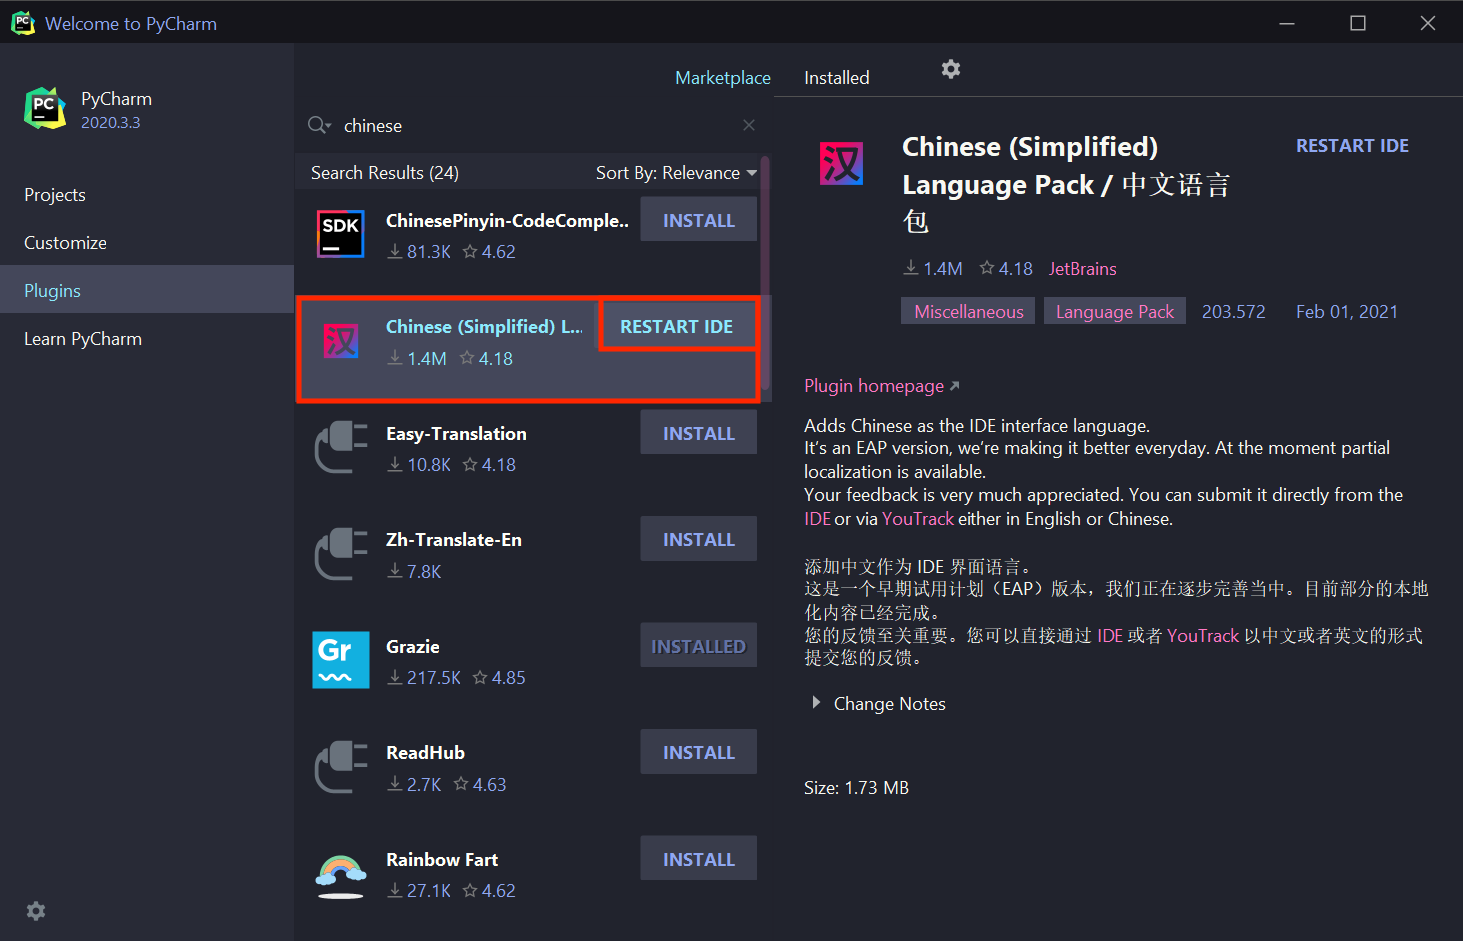 PC
Welcome to PyCharm
PC
PyCharm
2020.3.3
Projects
Customize
Plugins
Learn PyCharm
Marketplace
Installed
chinese
Search Results (24)
Sort By: Relevance
SDK
ChinesePinyin-CodeComple..
INSTALL
81.3K
4.62
汉
Chinese (Simplified) L...
RESTART IDE
1.4M
4.18
Easy-Translation
INSTALL
10.8K
4.18
Zh-Translate-En
INSTALL
7.8K
Gr
Grazie
INSTALLED
217.5K
4.85
ReadHub
INSTALL
2.7K
4.63
Rainbow Fart
INSTALL
27.1K
4.62
汉
Chinese (Simplified)
Language Pack / 中文语言
包
RESTART IDE
1.4M
4.18
JetBrains
Miscellaneous
Language Pack
203.572
Feb 01, 2021
Plugin homepage
Adds Chinese as the IDE interface language.
It's an EAP version, we're making it better everyday. At the moment partial
localization is available.
Your feedback is very much appreciated. You can submit it directly from the
IDE or via YouTrack either in English or Chinese.
添加中文作为 IDE 界面语言。
这是一个早期试用计划（EAP）版本，我们正在逐步完善当中。目前部分的本地
化内容已经完成。
您的反馈至关重要。您可以直接通过 IDE 或者 YouTrack 以中文或者英文的形式
提交您的反馈。
Change Notes
Size: 1.73 MB